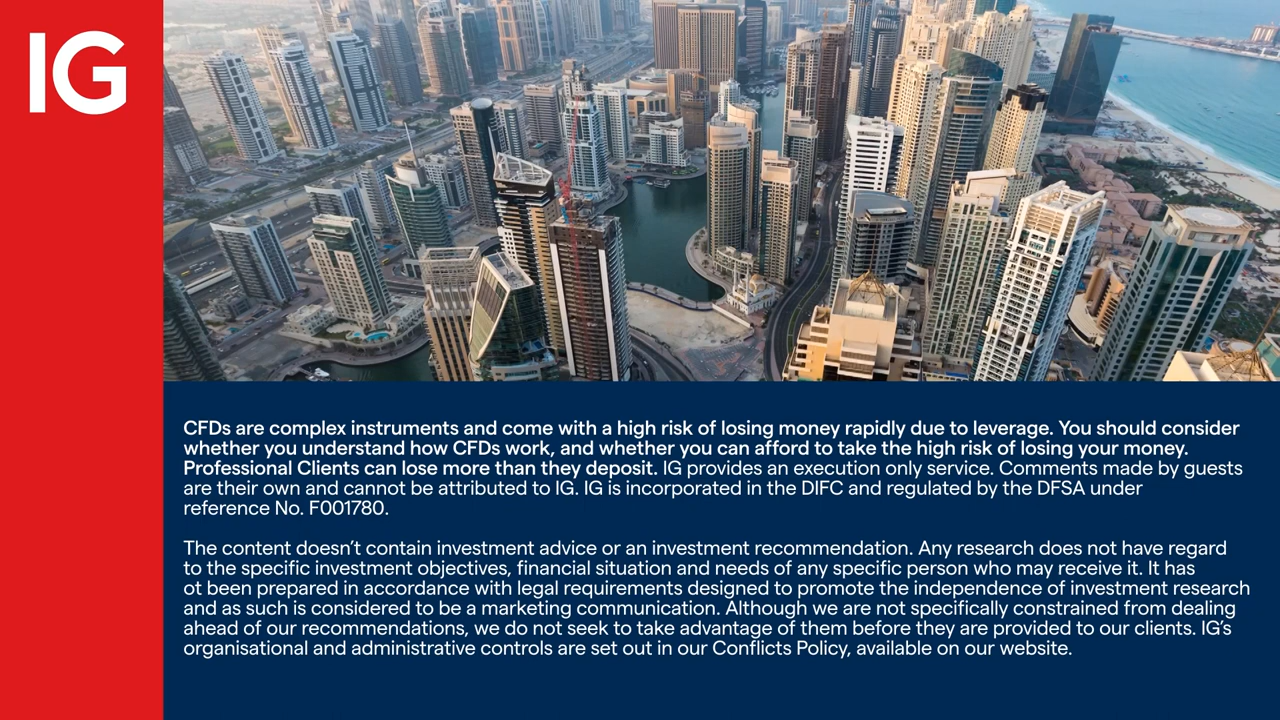 IG
CFDs are complex instruments and come with a high risk of losing money rapidly due to leverage. You should consider
whether you understand how CFDs work, and whether you can afford to take the high risk of losing your money.
Professional Clients can lose more than they deposit. IG provides an execution only service. Comments made by guests
are their own and cannot be attributed to IG. IG is incorporated in the DIFC and regulated by the DFSA under
reference No. F001780.
The content doesn’t contain investment advice or an investment recommendation. Any research does not have regard
to the specific investment objectives, financial situation and needs of any specific person who may receive it. It has
ot been prepared in accordance with legal requirements designed to promote the independence of investment research
and as such is considered to be a marketing communication. Although we are not specifically constrained from dealing
ahead of our recommendations, we do not seek to take advantage of them before they are provided to our clients. IG’s
organisational and administrative controls are set out in our Conflicts Policy, available on our website.